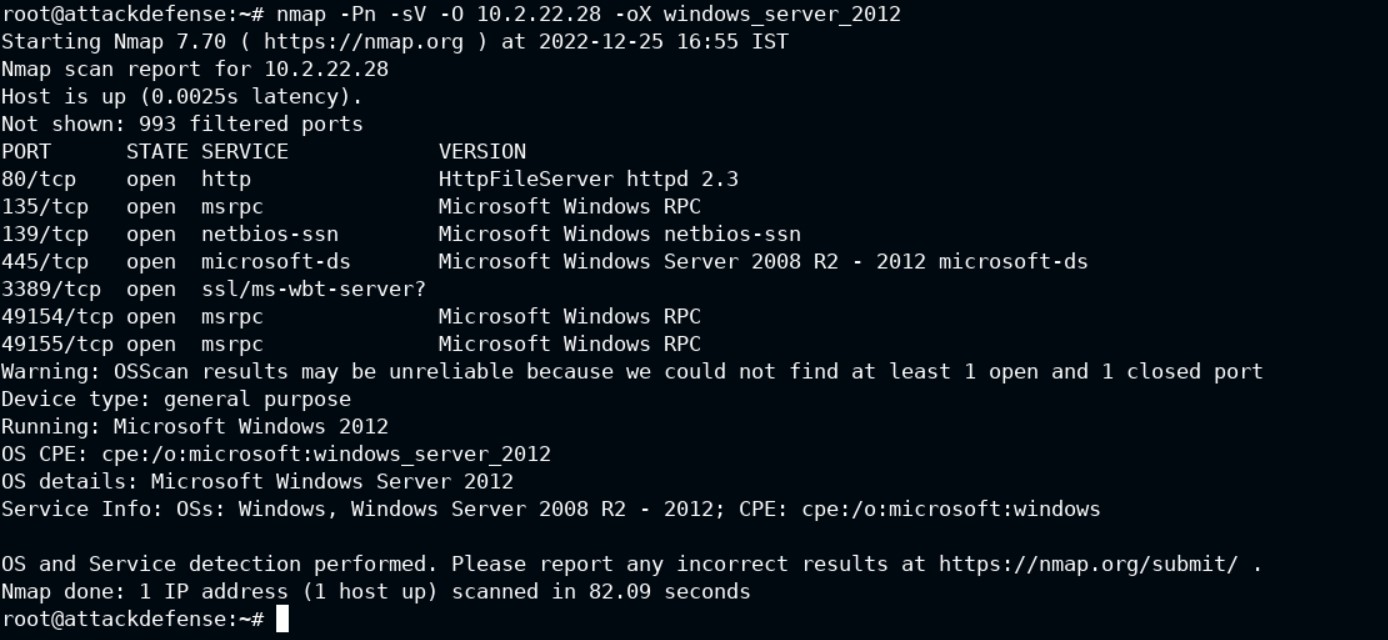 root@attackdefense:~# nmap -Pn -sV -O 10.2.22.28 -oX windows_server_2012
Starting Nmap 7.70 ( https://nmap.org ) at 2022-12-25 16:55 IST
Nmap scan report for 10.2.22.28
Host is up (0.0025s latency).
Not shown: 993 filtered ports
PORT      STATE SERVICE            VERSION
80/tcp    open  http               HttpFileServer httpd 2.3
135/tcp   open  msrpc              Microsoft Windows RPC
139/tcp   open  netbios-ssn        Microsoft Windows netbios-ssn
445/tcp   open  microsoft-ds       Microsoft Windows Server 2008 R2 - 2012 microsoft-ds
3389/tcp  open  ssl/ms-wbt-server?
49154/tcp open  msrpc              Microsoft Windows RPC
49155/tcp open  msrpc              Microsoft Windows RPC
Warning: OSScan results may be unreliable because we could not find at least 1 open and 1 closed port
Device type: general purpose
Running: Microsoft Windows 2012
OS CPE: cpe:/o:microsoft:windows_server_2012
OS details: Microsoft Windows Server 2012
Service Info: OSs: Windows, Windows Server 2008 R2 - 2012; CPE: cpe:/o:microsoft:windows

OS and Service detection performed. Please report any incorrect results at https://nmap.org/submit/ .
Nmap done: 1 IP address (1 host up) scanned in 82.09 seconds
root@attackdefense:~#